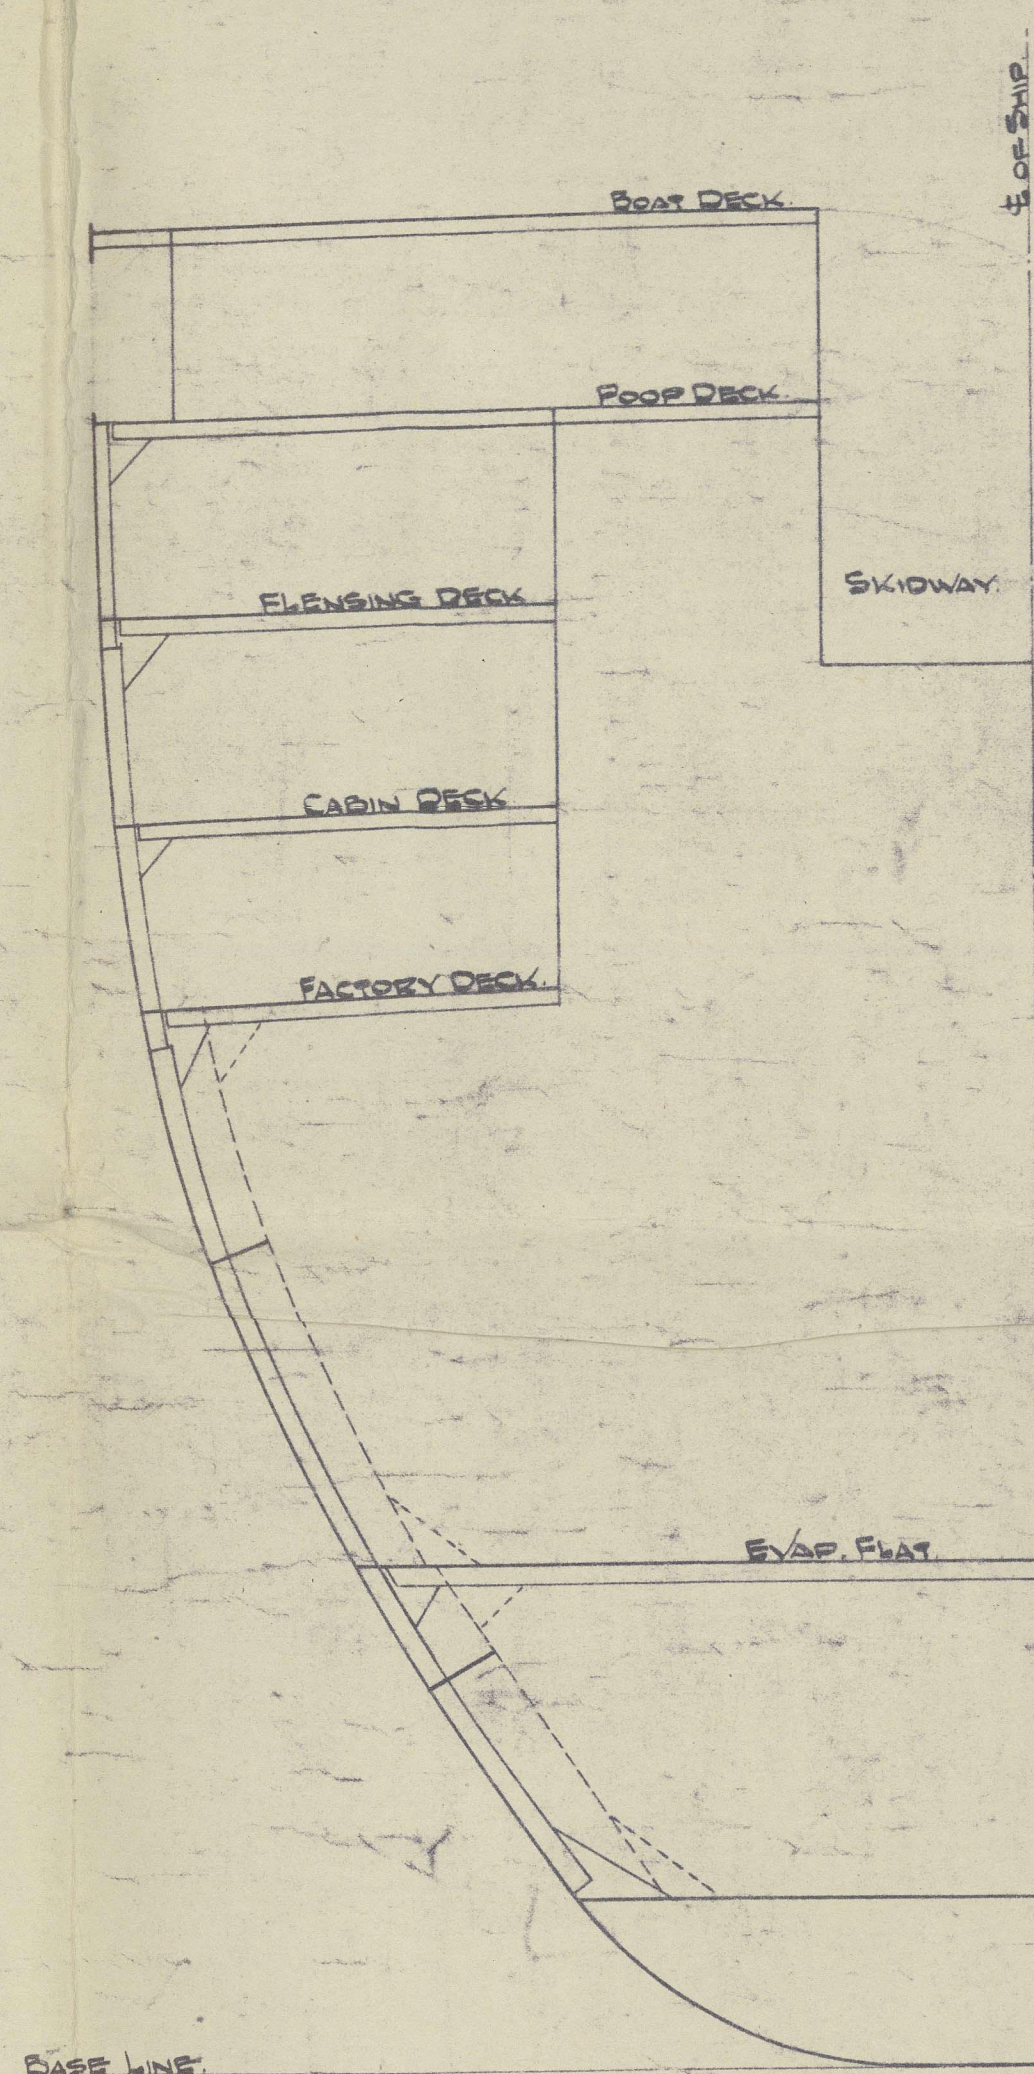 ℄ OF SHIP.
BOAT DECK.
POOP DECK.
SKIDWAY.
FLENSING DECK
CABIN DECK
FACTORY DECK.
EVAP. FLAT.
BASE LINE.